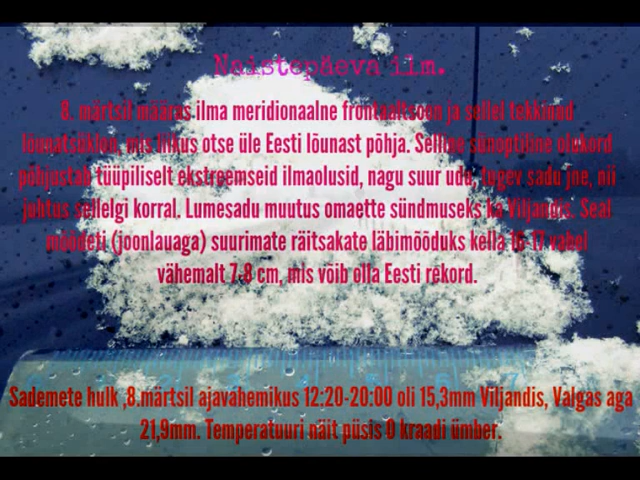 Naistepäeva ilm.
8. märtsil määras ilma meridionaalne frontaaltsoon ja sellel tekkinud
lõunatsüklon, mis liikus otse üle Eesti lõunast põhja. Selline sünoptiline olukord
põhjustab tüüpiliselt ekstreemseid ilmaolusid, nagu suur udu, tugev sadu jne, nii
juhtus sellelgi korral. Lumesadu muutus omaette sündmuseks ka Viljandis. Seal
mõõdeti (joonlauaga) suurimate räitsakate läbimõõduks kella 16-17 vahel
vähemalt 7-8 cm, mis võib olla Eesti rekord.
Sademete hulk ,8.märtsil ajavahemikus 12:20-20:00 oli 15,3mm Viljandis, Valgas aga
21,9mm. Temperatuuri näit püsis 0 kraadi ümber.